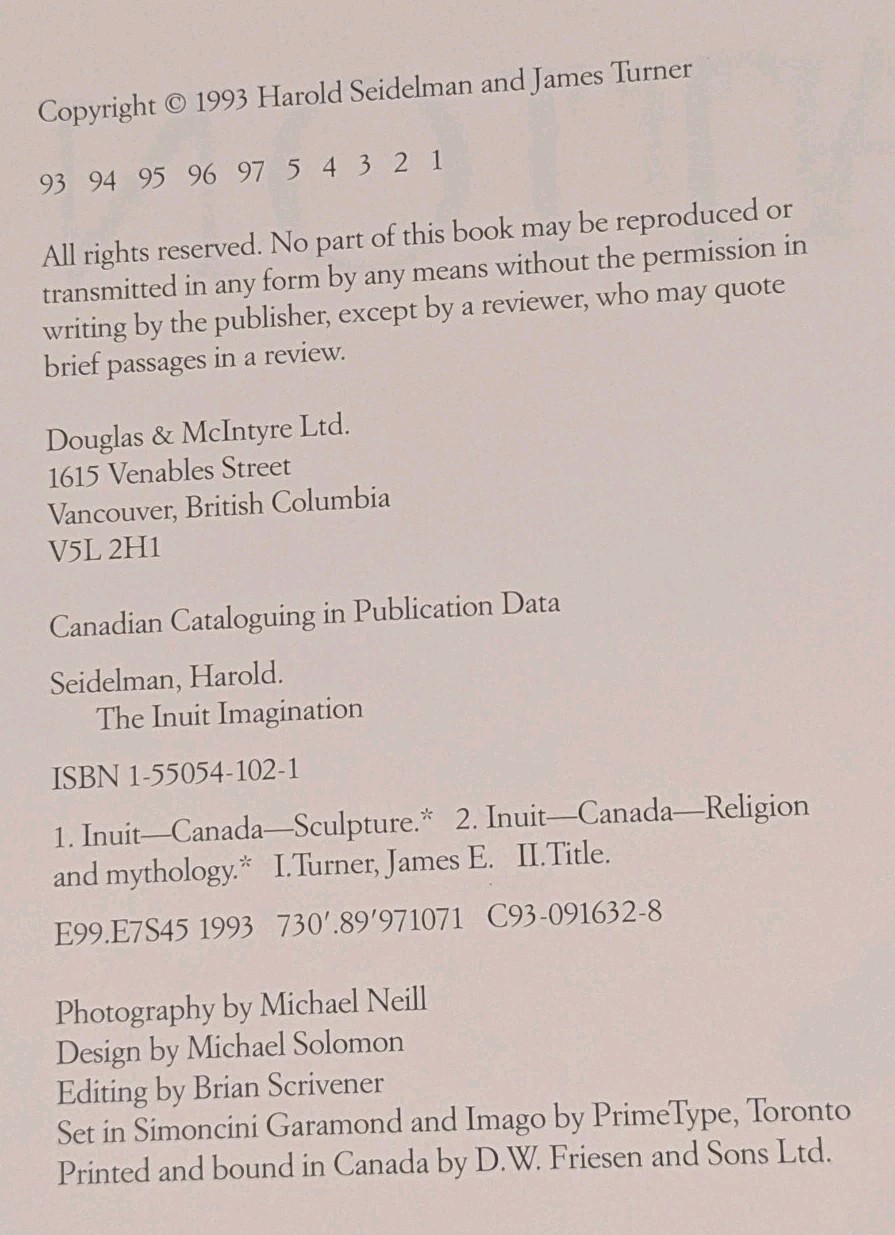 Copyright © 1993 Harold Seidelman and James Turner
93 94 95 96 97 5 4 3 2 1
All rights reserved. No part of this book may be reproduced or
transmitted in any form by any means without the permission in
writing by the publisher, except by a reviewer, who may quote
brief passages in a review.
Douglas & McIntyre Ltd.
1615 Venables Street
Vancouver, British Columbia
V5L 2H1
Canadian Cataloguing in Publication Data
Seidelman, Harold.
The Inuit Imagination
ISBN 1-55054-102-1
1. Inuit—Canada—Sculpture.* 2. Inuit—Canada—Religion
and mythology.* I.Turner, James E. II.Title.
E99.E7S45 1993 730′.89′971071 C93-091632-8
Photography by Michael Neill
Design by Michael Solomon
Editing by Brian Scrivener
Set in Simoncini Garamond and Imago by PrimeType, Toronto
Printed and bound in Canada by D.W. Friesen and Sons Ltd.